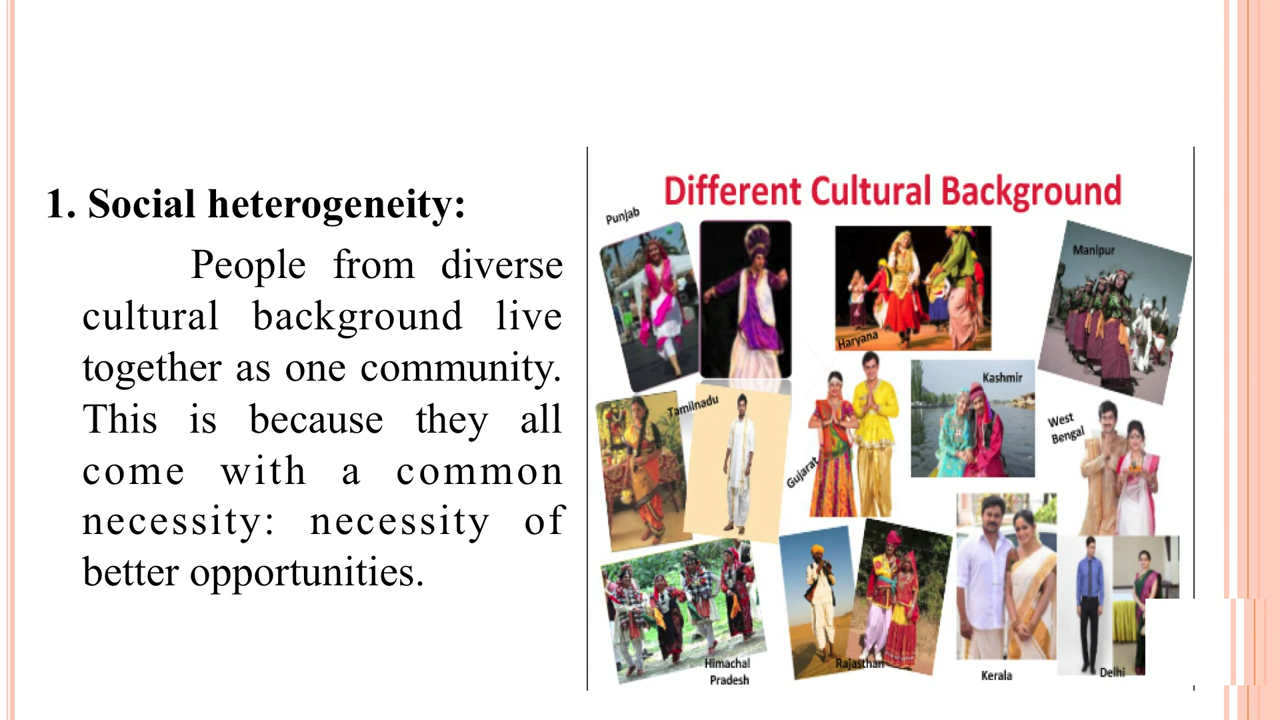 1. Social heterogeneity:
People from diverse
cultural background live
together as one community.
This is because they all
come with a common
necessity: necessity of
better opportunities.
Different Cultural Background
Punjab
Manipur
Haryana
Kashmir
Tamilnadu
West
Bengal
Gujarat
Himachal
Pradesh
Rajasthan
Kerala
Delhi